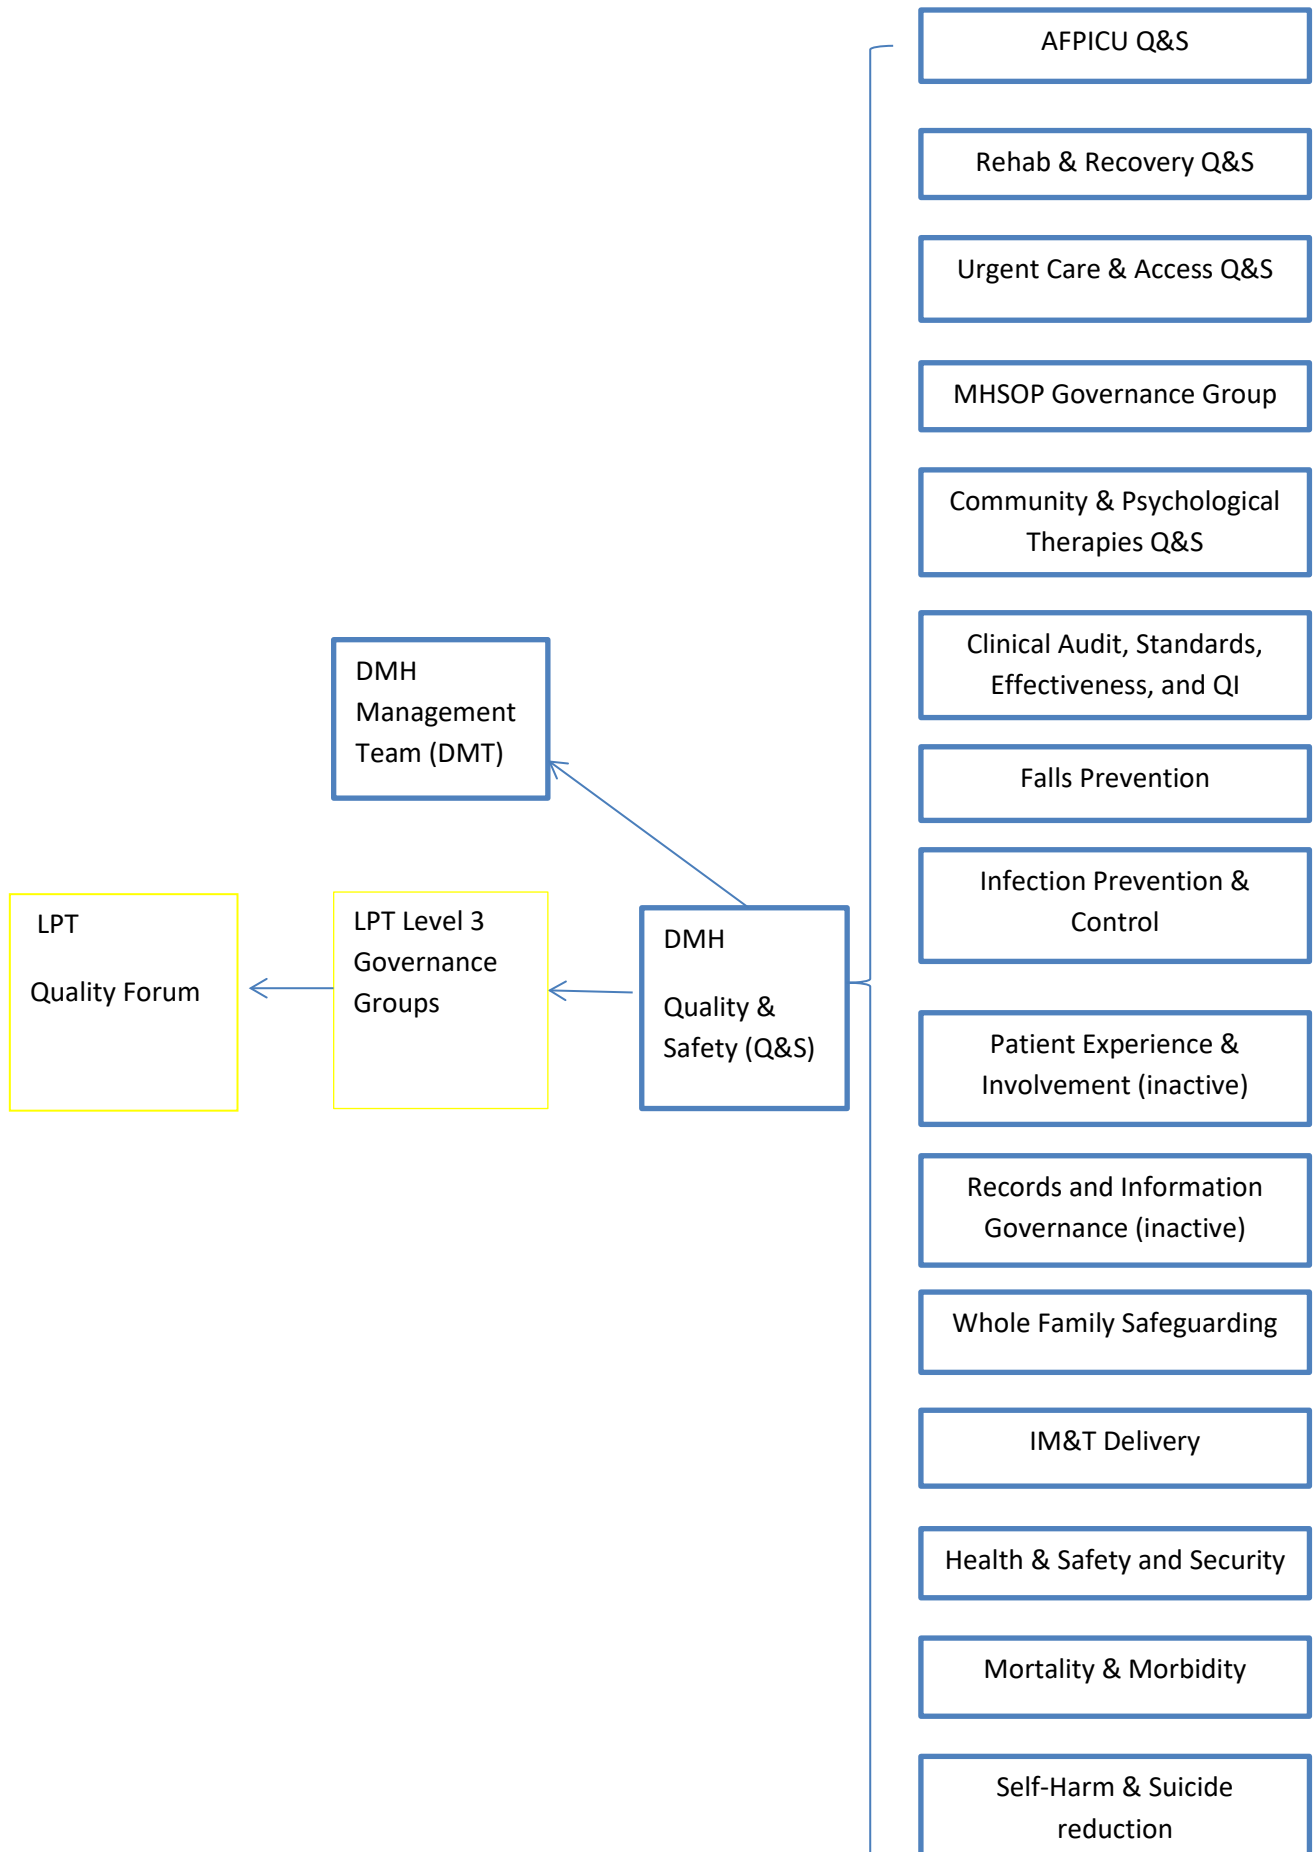 AFPICU Q&S
Rehab & Recovery Q&S
Urgent Care & Access Q&S
MHSOP Governance Group
Community & Psychological
Therapies Q&S
Clinical Audit, Standards,
Effectiveness, and QI
DMH
Management
Team (DMT)
Falls Prevention
Infection Prevention &
Control
LPT
Quality Forum
LPT Level 3
Governance
Groups
DMH
Quality &
Safety (Q&S)
Patient Experience &
Involvement (inactive)
Records and Information
Governance (inactive)
Whole Family Safeguarding
IM&T Delivery
Health & Safety and Security
Mortality & Morbidity
Self-Harm & Suicide
reduction